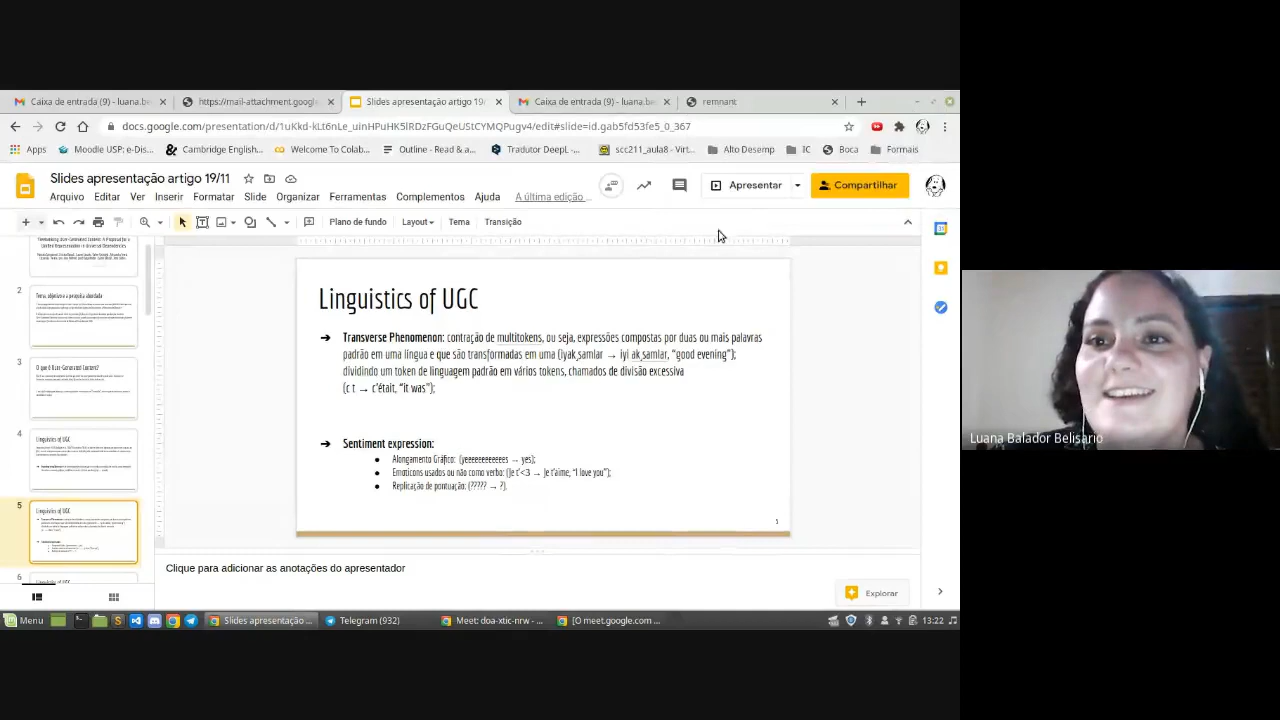 Caixa de entrada (9) - luana.be
https://mail-attachment.google
Slides apresentação artigo 19/
Caixa de entrada (9) - luana.be
remnant
docs.google.com/presentation/d/1uKkd-kLt6nLe_uinHPuHK5lRDzFGuQeUStCYMQPugv4/edit#slide=id.gab5fd53fe5_0_367
Apps
Moodle USP: e-Dis...
Cambridge English...
Welcome To Colab...
Outline - Read & a...
Tradutor DeepL -...
scc211_aula8 - Virt...
Alto Desemp
IC
Boca
Formais
Slides apresentação artigo 19/11
Apresentar
Compartilhar
Arquivo Editar Ver Inserir Formatar Slide Organizar Ferramentas Complementos Ajuda A última edição ...
Plano de fundo Layout Tema Transição
2
Tema, objetivo e a pesquisa abordada
3
O que é User-Generated Content?
4
Linguistics of UGC
5
Linguistics of UGC
6
Linguistics of UGC
Linguistics of UGC
➔ Transverse Phenomenon: contração de multitokens, ou seja, expressões compostas por duas ou mais palavras
padrão em uma língua e que são transformadas em uma (iyakşamlar → iyi akşamlar, "good evening");
dividindo um token de linguagem padrão em vários tokens, chamados de divisão excessiva
(c t → c'était, "it was");
➔ Sentiment expression:
● Alongamento Gráfico: (yeeeeeeeeeees → yes);
● Emoticons usados ou não como verbo: (Je t'<3 → Je t'aime, "I love you");
● Replicação de pontuação: (????? → ?).
5
Clique para adicionar as anotações do apresentador
Explorar
Luana Balador Belisario
Menu
Slides apresentação ...
Telegram (932)
Meet: doa-xtic-nrw - ...
[O meet.google.com ...
13:22